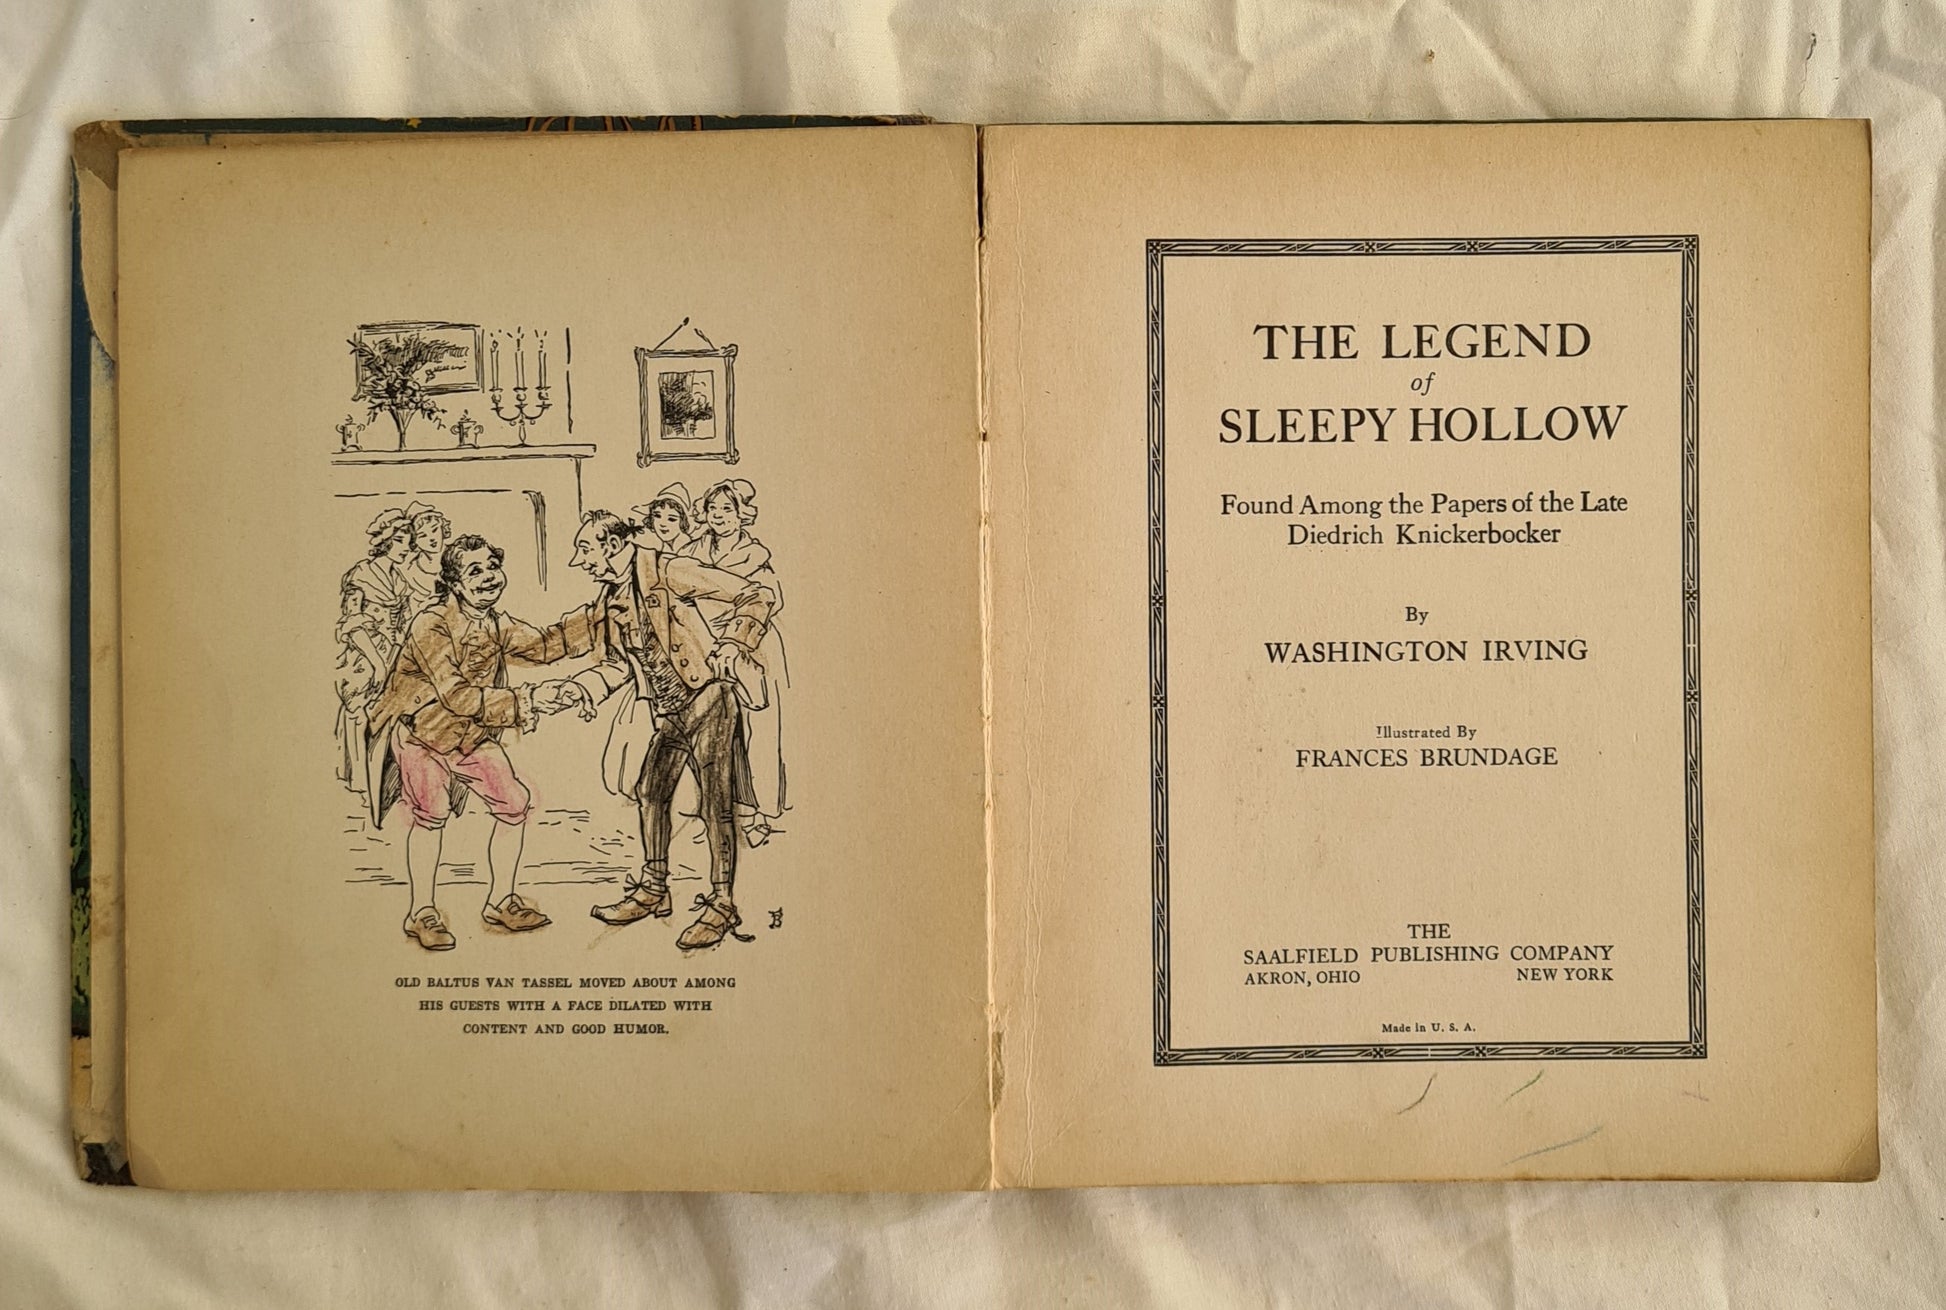 OLD BALTUS VAN TASSEL MOVED ABOUT AMONG
HIS GUESTS WITH A FACE DILATED WITH
CONTENT AND GOOD HUMOR.
THE LEGEND
of
SLEEPY HOLLOW
Found Among the Papers of the Late
Diedrich Knickerbocker
By
WASHINGTON IRVING
Illustrated By
FRANCES BRUNDAGE
THE
SAALFIELD PUBLISHING COMPANY
AKRON, OHIO NEW YORK
Made in U. S. A.